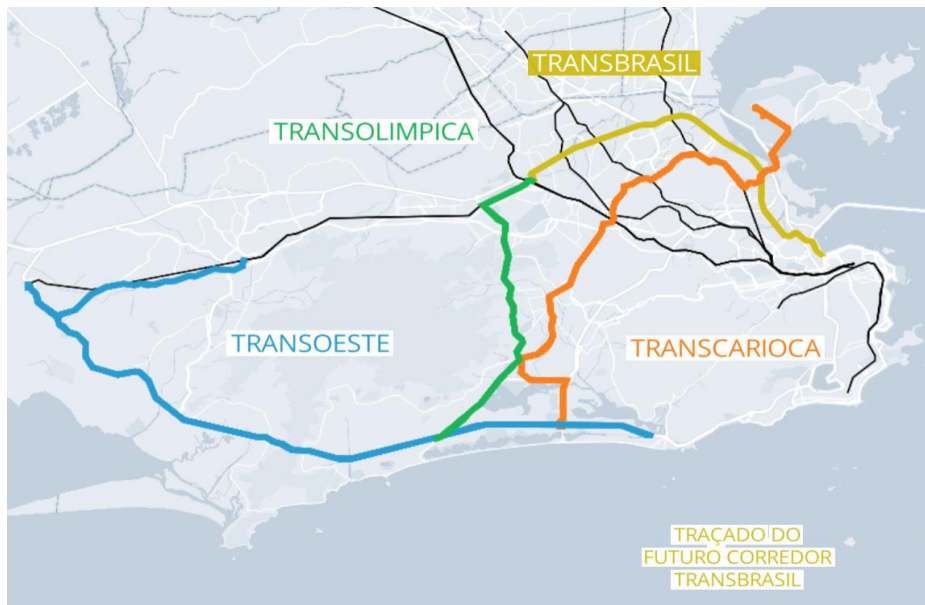 TRANSBRASIL
TRANSOLIMPICA
TRANSOESTE
TRANSCARIOCA
TRAÇADO DO
FUTURO CORREDOR
TRANSBRASIL